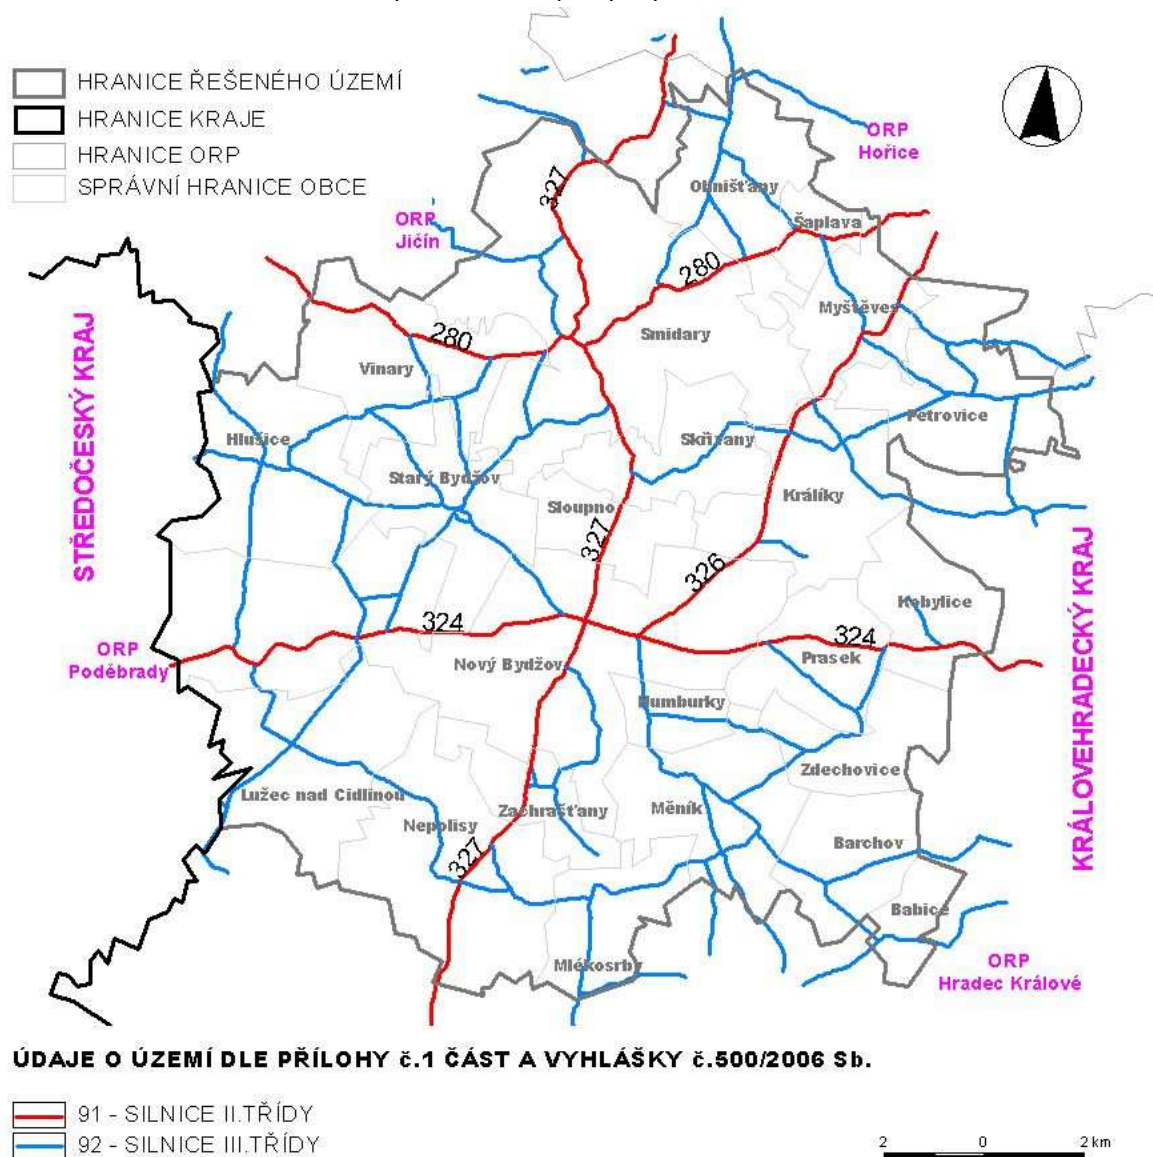 HRANICE ŘEŠENÉHO ÚZEMÍ
HRANICE KRAJE
HRANICE ORP
SPRÁVNÍ HRANICE OBCE
ORP
Hořice
Ohnišťany
327
ORP
Jičín
Šaplava
280
Myštěves
STŘEDOČESKÝ KRAJ
280
Smidary
Vinary
Petrovice
Hlušice
Skřivany
Starý Bydžov
Sloupno
Králíky
327
326
KRÁLOVEHRADECKÝ KRAJ
Kobylice
324
324
ORP
Poděbrady
Nový Bydžov
Prasek
Humburky
Zdechovice
Lužec nad Cidlinou
Zachrašťany
Měník
Nepolisy
327
Barchov
Babice
Mlékosrby
ORP
Hradec Králové
ÚDAJE O ÚZEMÍ DLE PŘÍLOHY č.1 ČÁST A VYHLÁŠKY č.500/2006 Sb.
91 - SILNICE II.TŘÍDY
92 - SILNICE III.TŘÍDY
2 0 2 km